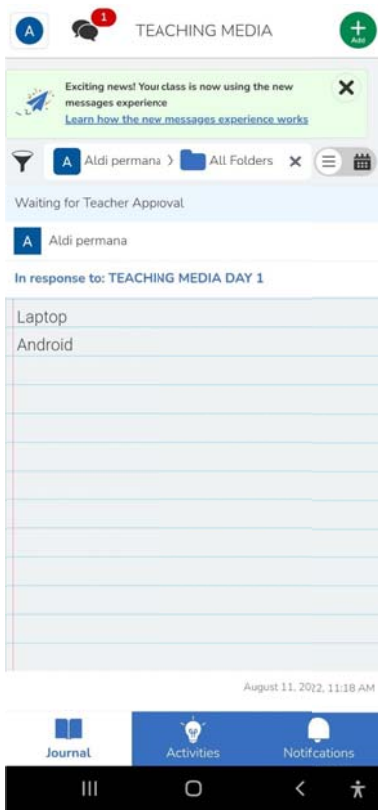 A
1
TEACHING MEDIA
Add
Exciting news! Your class is now using the new
messages experience
Learn how the new messages experience works
A Aldi permana > All Folders
Waiting for Teacher Approval
A Aldi permana
In response to: TEACHING MEDIA DAY 1
Laptop
Android
August 11, 2022, 11:18 AM
Journal
Activities
Notifcations